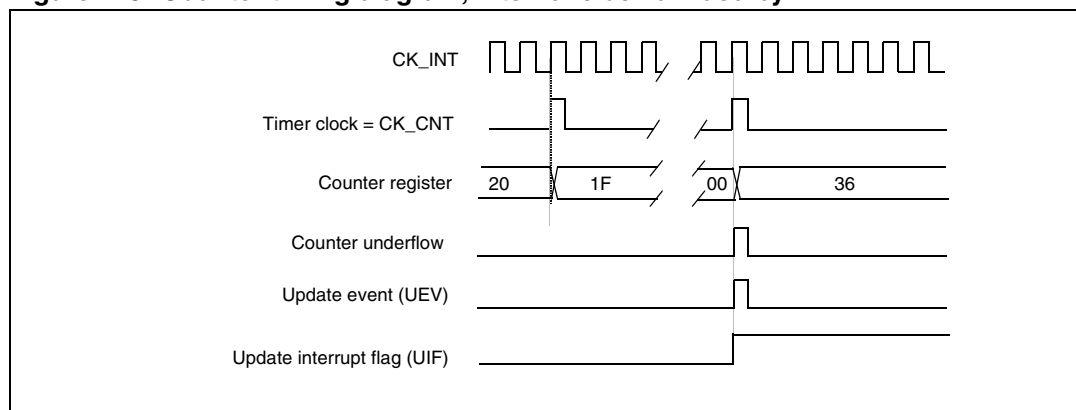 CK_INT
Timer clock = CK_CNT
Counter register 20 1F 00 36
Counter underflow
Update event (UEV)
Update interrupt flag (UIF)